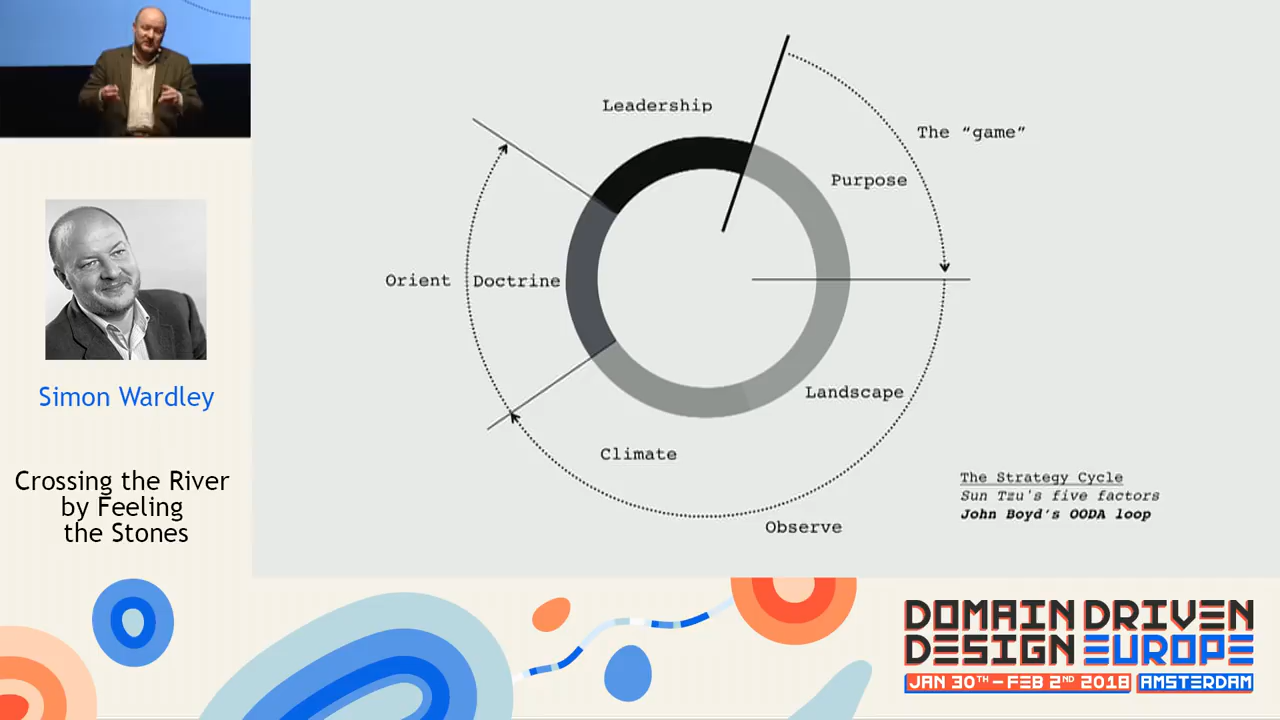 Leadership
The “game”
Purpose
Orient
Doctrine
Landscape
Climate
Observe
The Strategy Cycle
Sun Tzu's five factors
John Boyd's OODA loop
Simon Wardley
Crossing the River
by Feeling
the Stones
DOMAIN DRIVEN
DESIGN EUROPE
JAN 30TH – FEB 2ND 2018 AMSTERDAM